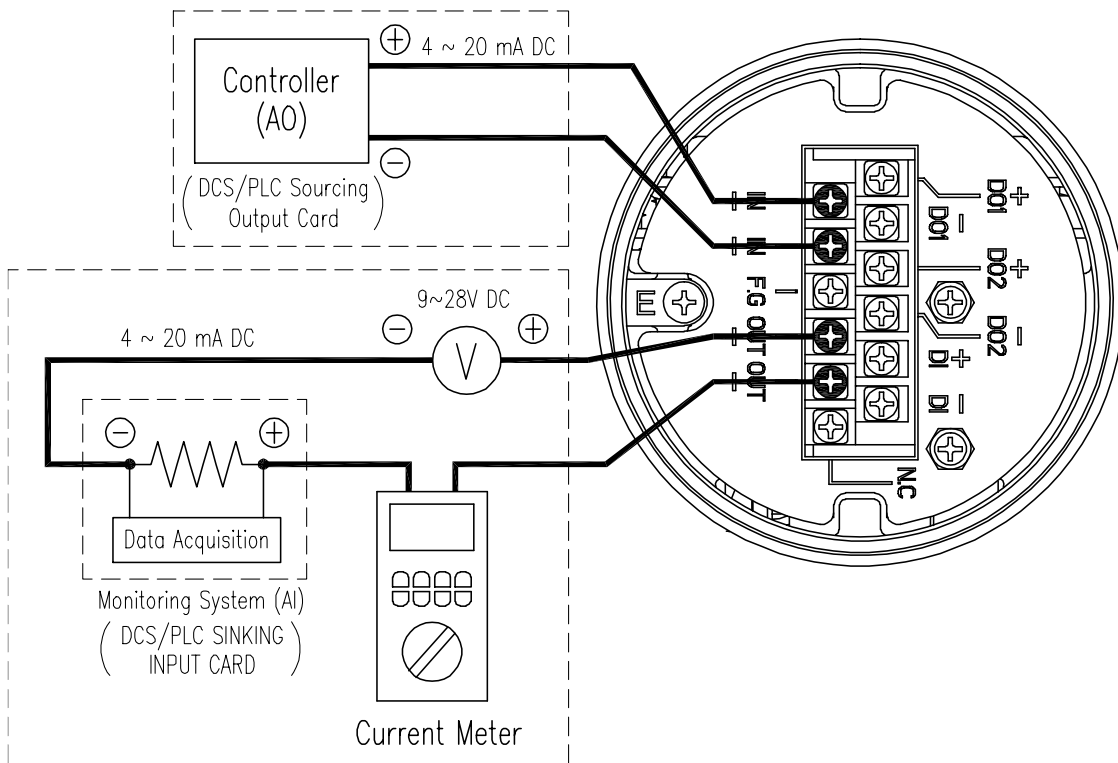 ⊕ 4 ~ 20 mA DC
Controller
(AO)
⊖
( DCS/PLC Sourcing
Output Card )
9~28V DC
⊖ V ⊕
4 ~ 20 mA DC
⊖ ⊕
Data Acquisition
Monitoring System (AI)
( DCS/PLC SINKING
INPUT CARD )
Current Meter
E
IN
IN
F.G
OUT
OUT
DO1 +
DO1 −
DO2 +
DO2 −
DI +
DI −
N.C